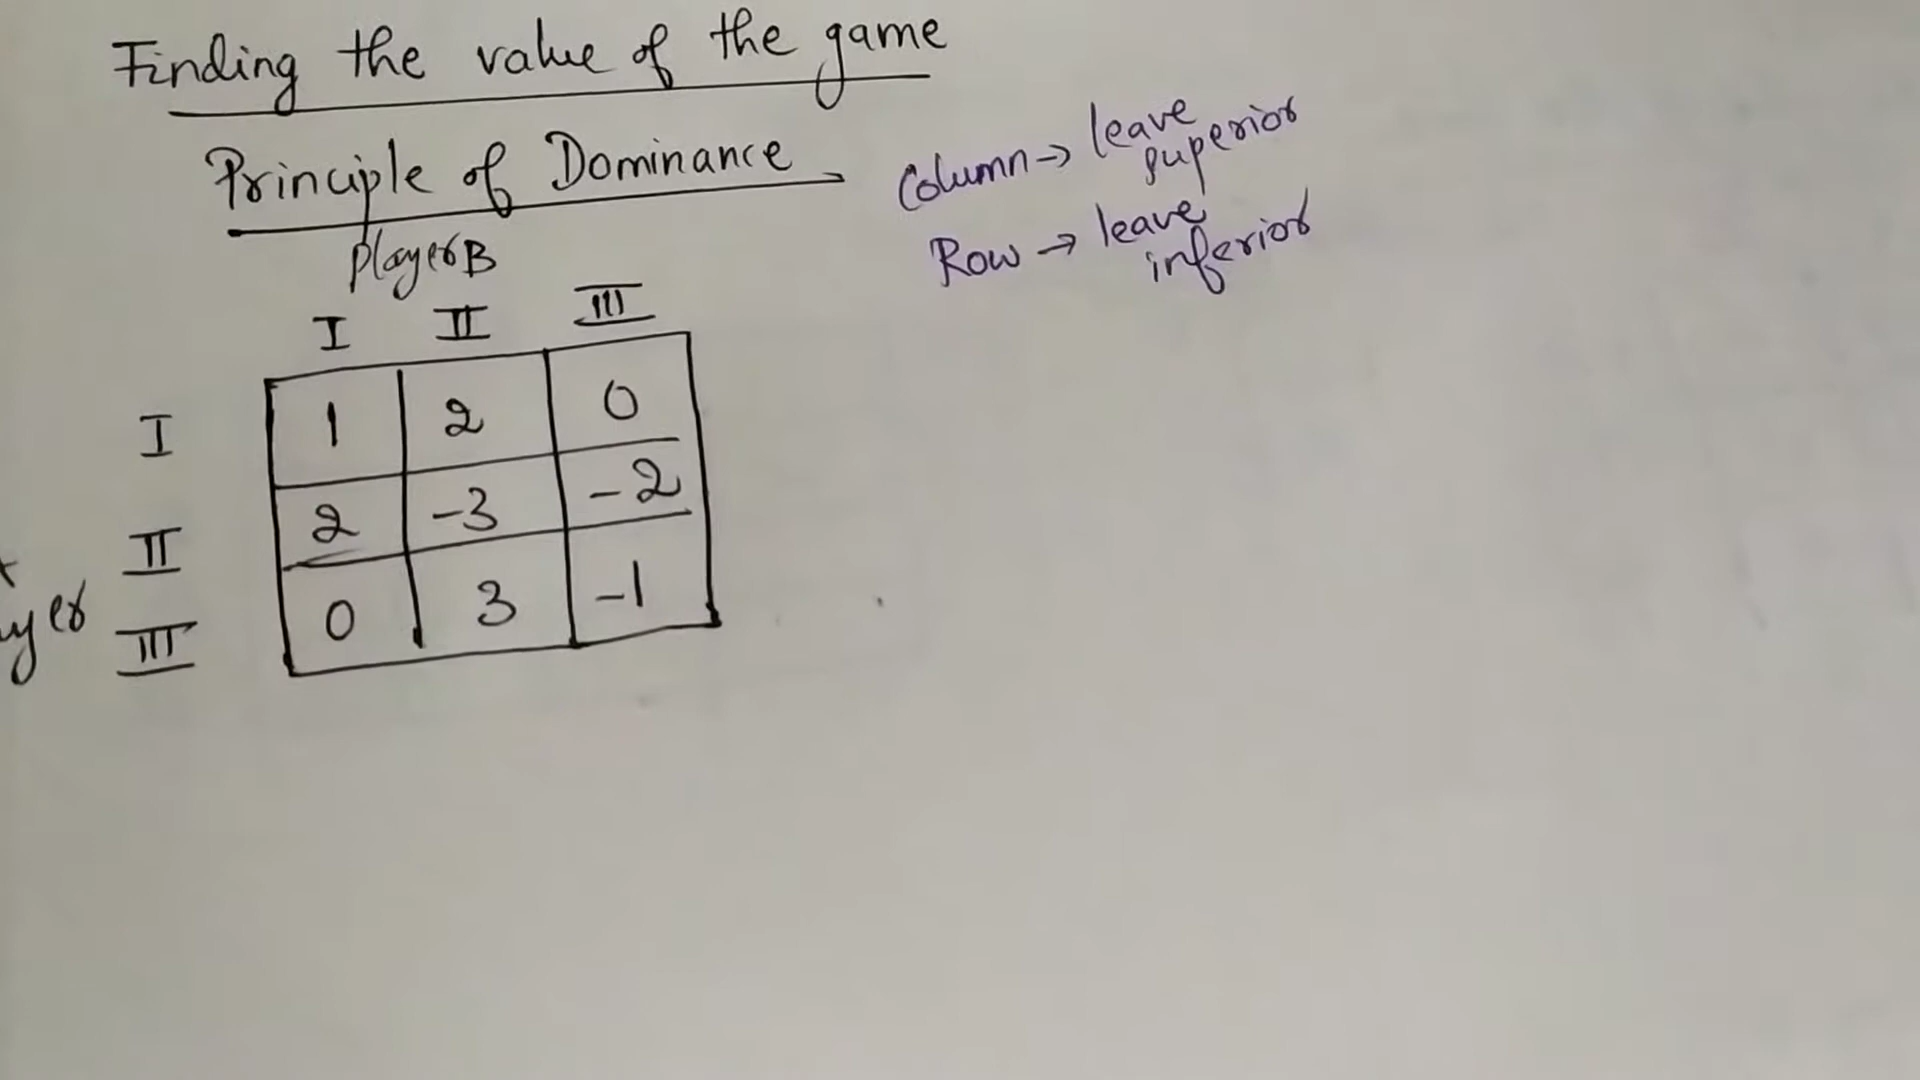 Finding the value of the game
Principle of Dominance
Column → leave superior
Row → leave inferior
Player B
I II III
I 1 2 0
II 2 -3 -2
III 0 3 -1